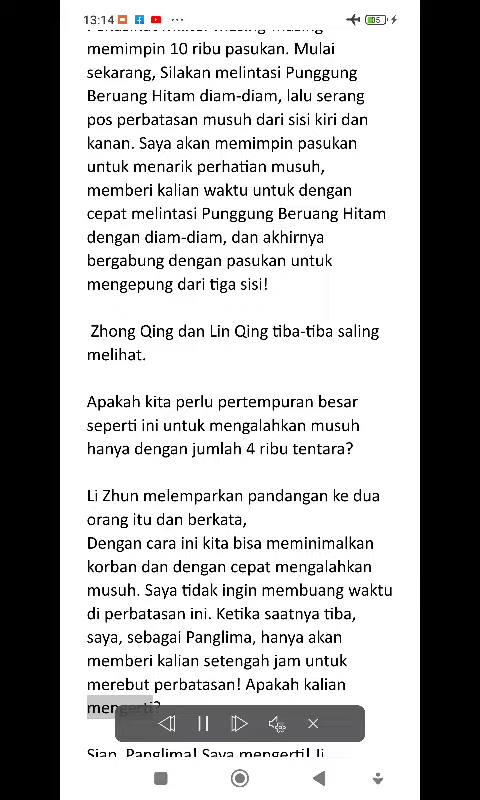 13:14
memimpin 10 ribu pasukan. Mulai
sekarang, Silakan melintasi Punggung
Beruang Hitam diam-diam, lalu serang
pos perbatasan musuh dari sisi kiri dan
kanan. Saya akan memimpin pasukan
untuk menarik perhatian musuh,
memberi kalian waktu untuk dengan
cepat melintasi Punggung Beruang Hitam
dengan diam-diam, dan akhirnya
bergabung dengan pasukan untuk
mengepung dari tiga sisi!
Zhong Qing dan Lin Qing tiba-tiba saling
melihat.
Apakah kita perlu pertempuran besar
seperti ini untuk mengalahkan musuh
hanya dengan jumlah 4 ribu tentara?
Li Zhun melemparkan pandangan ke dua
orang itu dan berkata,
Dengan cara ini kita bisa meminimalkan
korban dan dengan cepat mengalahkan
musuh. Saya tidak ingin membuang waktu
di perbatasan ini. Ketika saatnya tiba,
saya, sebagai Panglima, hanya akan
memberi kalian setengah jam untuk
merebut perbatasan! Apakah kalian
mengerti?
Siap, Panglima! Saya mengerti!